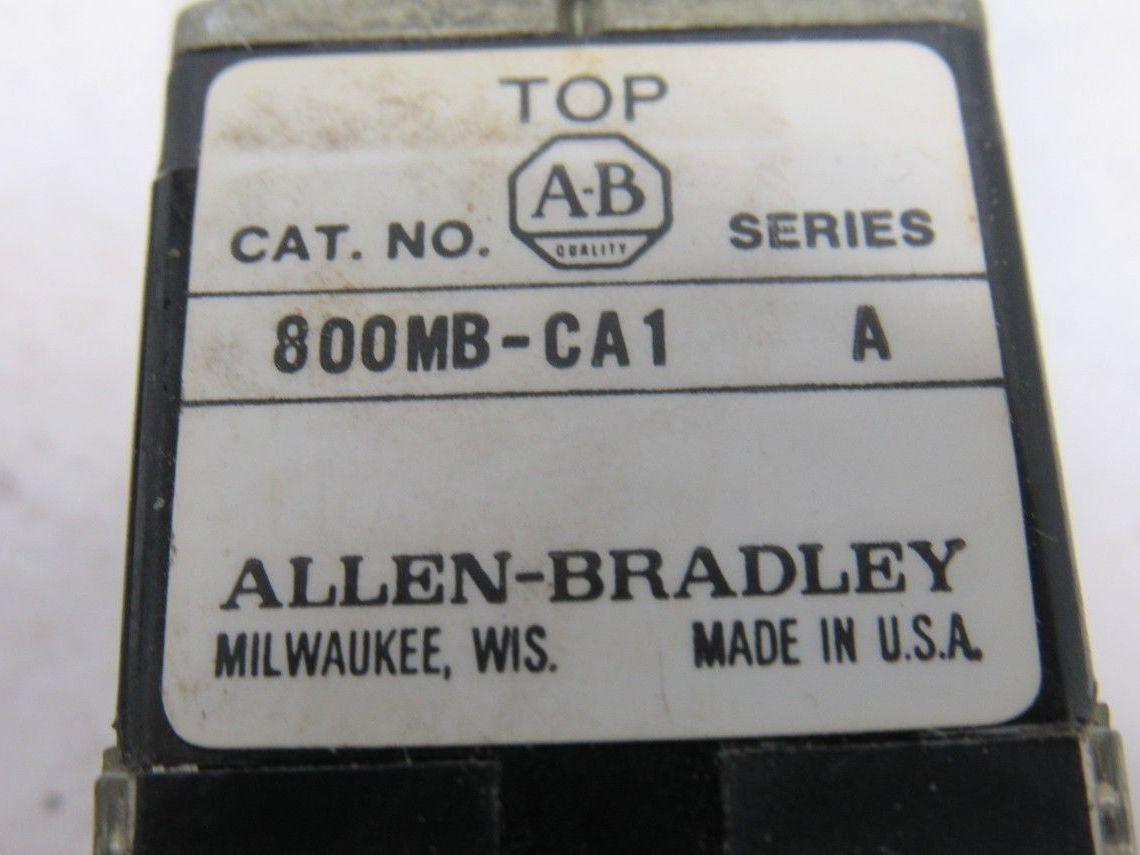 TOP
A-B
QUALITY
CAT. NO. SERIES
800MB-CA1 A
ALLEN-BRADLEY
MILWAUKEE, WIS. MADE IN U.S.A.